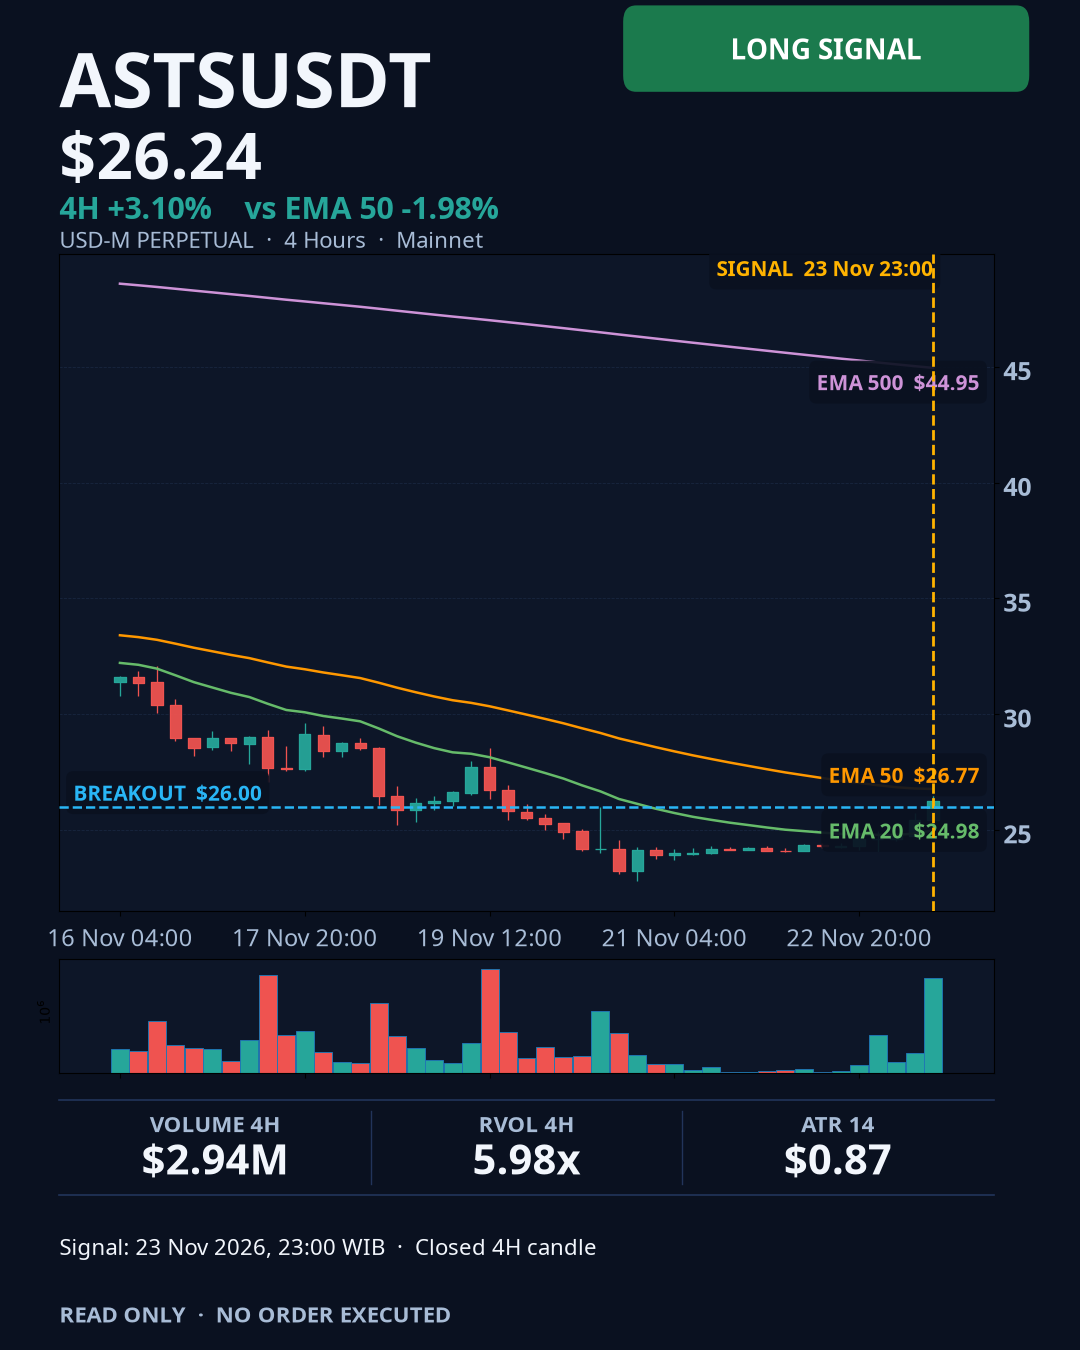 LONG SIGNAL
ASTSUSDT
$26.24
4H +3.10% vs EMA 50 -1.98%
USD-M PERPETUAL · 4 Hours · Mainnet
SIGNAL 23 Nov 23:00
EMA 500 $44.95
45
40
35
30
EMA 50 $26.77
BREAKOUT $26.00
EMA 20 $24.98
25
16 Nov 04:00
17 Nov 20:00
19 Nov 12:00
21 Nov 04:00
22 Nov 20:00
10⁶
VOLUME 4H
$2.94M
RVOL 4H
5.98x
ATR 14
$0.87
Signal: 23 Nov 2026, 23:00 WIB · Closed 4H candle
READ ONLY · NO ORDER EXECUTED